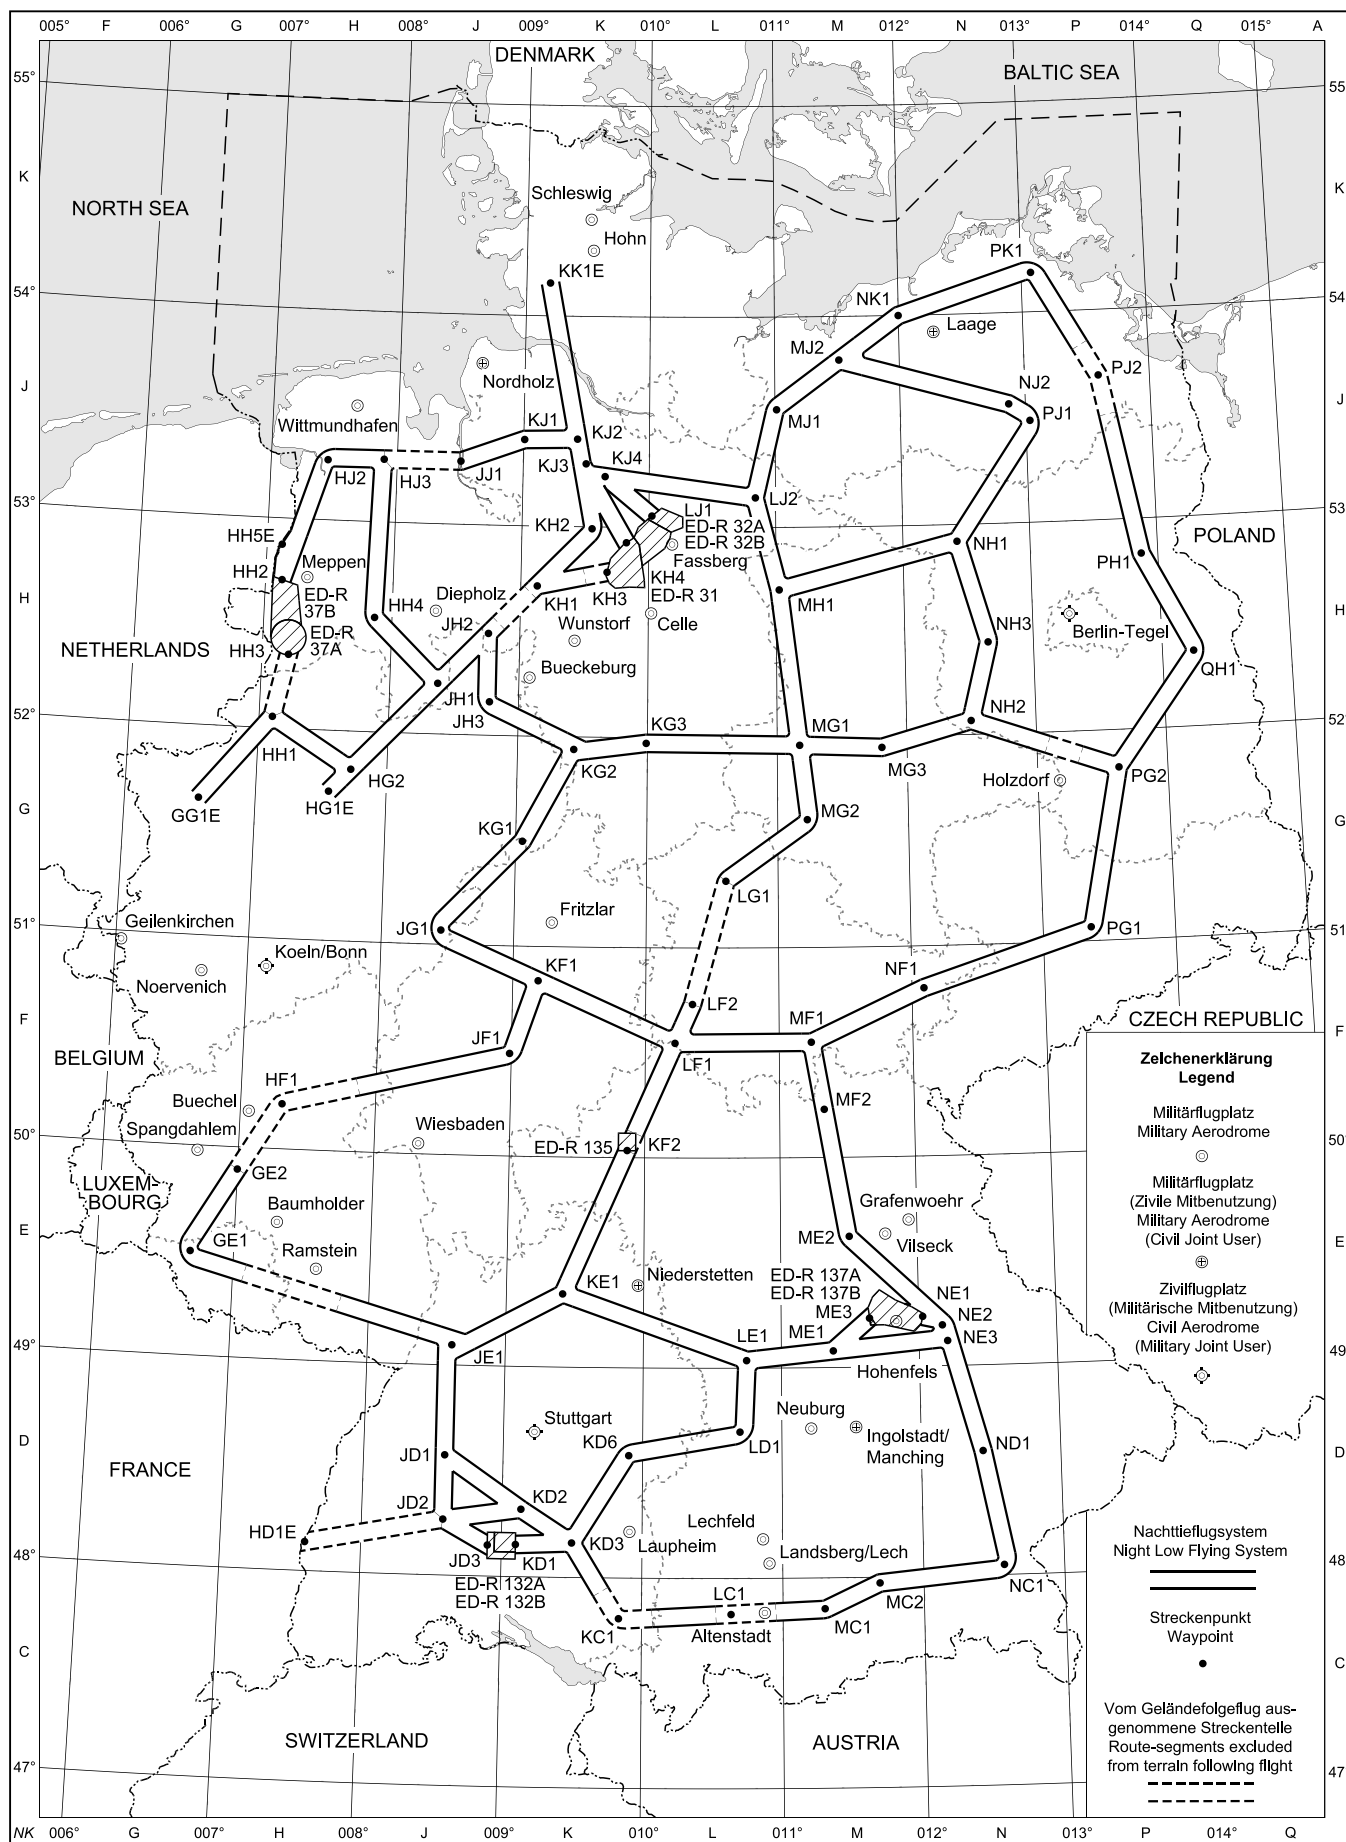 005° F 006° G 007° H 008° J 009° K 010° L 011° M 012° N 013° P 014° Q 015° A
DENMARK
BALTIC SEA
55°
55°
K
K
Schleswig
NORTH SEA
Hohn
PK1
KK1E
54°
54°
NK1
Laage
MJ2
PJ2
J
J
Nordholz
NJ2
PJ1
Wittmundhafen
KJ1
KJ2
MJ1
KJ3
KJ4
HJ2
HJ3
JJ1
LJ2
53°
53°
LJ1
ED-R 32A
ED-R 32B
Fassberg
KH2
POLAND
HH5E
NH1
Meppen
PH1
HH2
ED-R
37B
Diepholz
KH1
KH3
KH4
ED-R 31
MH1
H
H
HH4
JH2
Wunstorf
Celle
NH3
Berlin-Tegel
ED-R
37A
NETHERLANDS
HH3
Bueckeburg
QH1
JH1
JH3
52°
52°
NH2
KG3
MG1
HH1
HG2
KG2
MG3
PG2
Holzdorf
GG1E
HG1E
G
G
MG2
KG1
LG1
Fritzlar
51°
51°
Geilenkirchen
JG1
PG1
Koeln/Bonn
KF1
NF1
Noervenich
LF2
F
F
MF1
CZECH REPUBLIC
JF1
BELGIUM
LF1
Zelchenerklärung
Legend
HF1
Buechel
MF2
Militärflugplatz
Military Aerodrome
Spangdahlem
Wiesbaden
50°
50°
ED-R 135
KF2
GE2
LUXEM-
BOURG
Militärflugplatz
(Zivile Mitbenutzung)
Military Aerodrome
(Civil Joint User)
Baumholder
Grafenwoehr
E
E
GE1
ME2
Vilseck
Ramstein
ED-R 137A
ED-R 137B
KE1
Niederstetten
NE1
NE2
NE3
ME3
Zivilflugplatz
(Militärische Mitbenutzung)
Civil Aerodrome
(Military Joint User)
49°
49°
JE1
LE1
ME1
Hohenfels
Neuburg
Stuttgart
Ingolstadt/
Manching
KD6
LD1
ND1
D
D
JD1
FRANCE
KD2
JD2
HD1E
Lechfeld
Nachttieflugsystem
Night Low Flying System
KD3
Laupheim
Landsberg/Lech
48°
48°
JD3
KD1
ED-R 132A
ED-R 132B
NC1
LC1
MC2
Streckenpunkt
Waypoint
KC1
Altenstadt
MC1
C
C
Vom Geländefolgeflug aus-
genommene Streckentelle
Route-segments excluded
from terrain following flight
SWITZERLAND
AUSTRIA
47°
47°
NK 006° G 007° H 008° J 009° K 010° L 011° M 012° N 013° P 014° Q